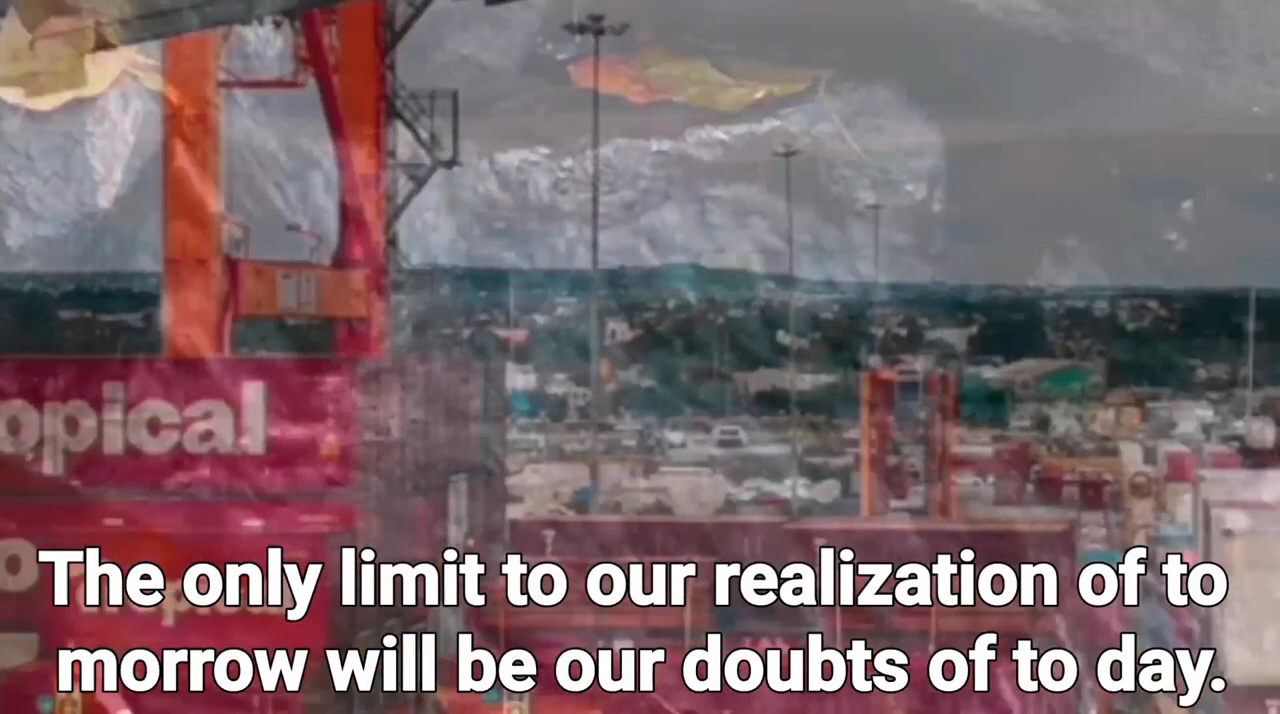 opical
The only limit to our realization of to
morrow will be our doubts of to day.